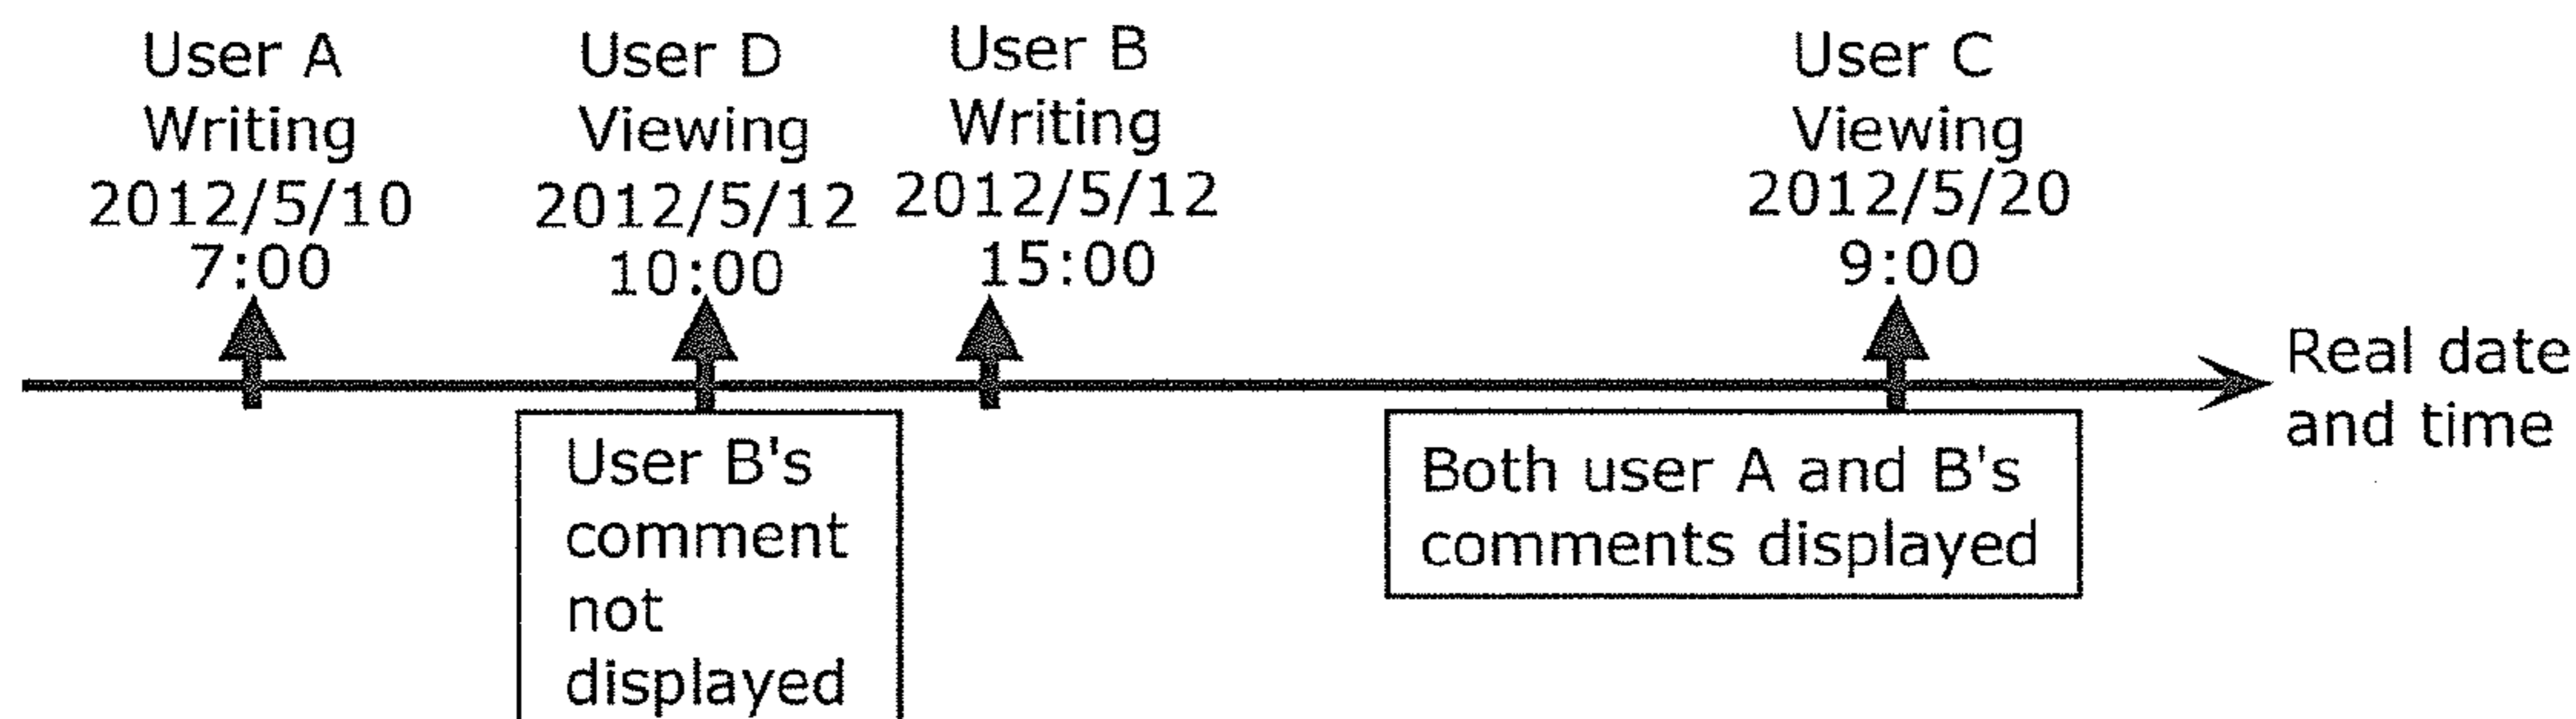 User A
Writing
2012/5/10
7:00
User D
Viewing
2012/5/12
10:00
User B
Writing
2012/5/12
15:00
User C
Viewing
2012/5/20
9:00
Real date
and time
User B's
comment
not
displayed
Both user A and B's
comments displayed